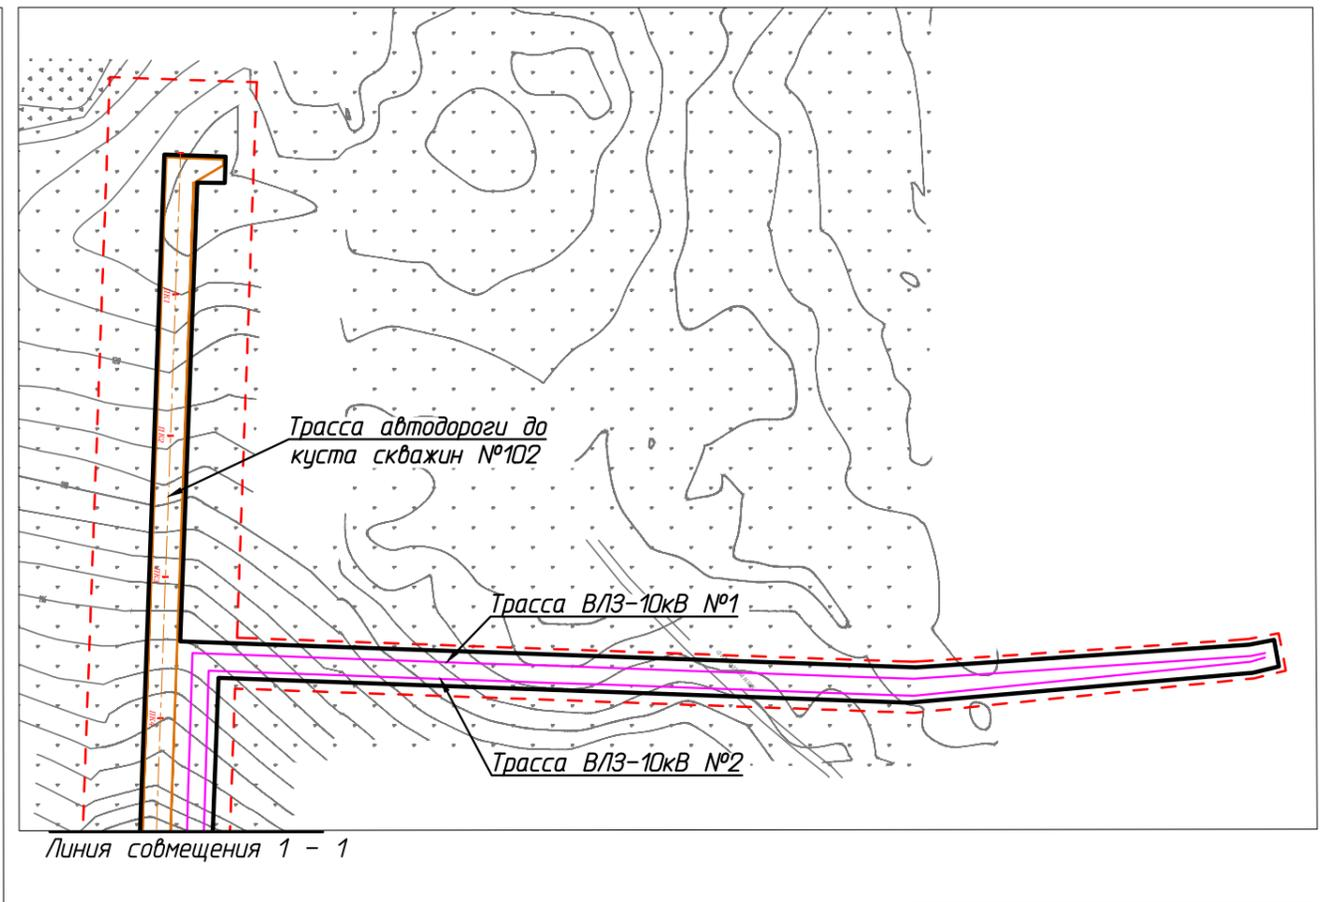 Трасса автодороги до
куста скважин №102
Трасса ВЛЗ-10кВ №1
Трасса ВЛЗ-10кВ №2
Линия совмещения 1 - 1